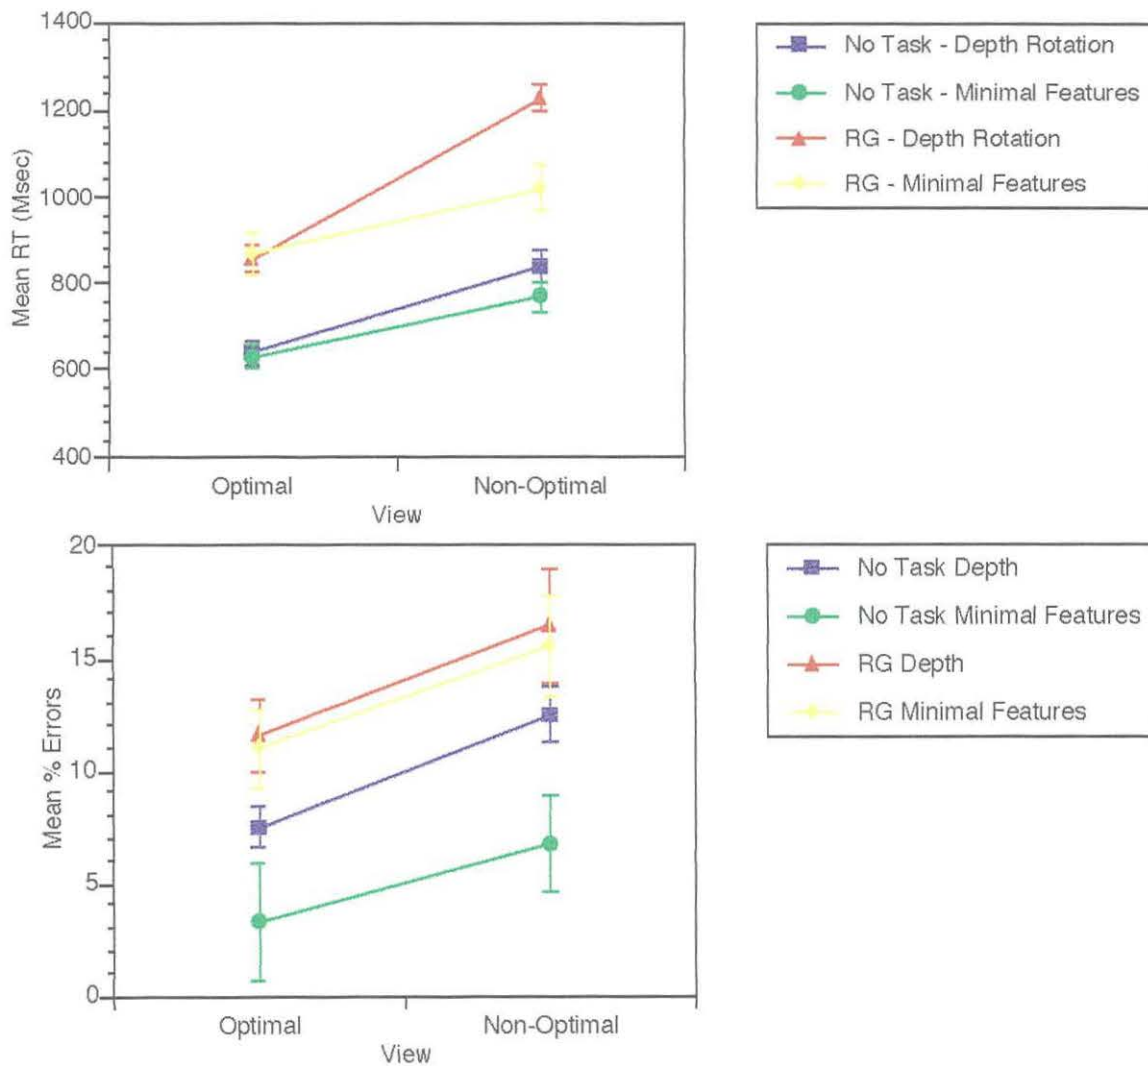 1400
1200
1000
800
600
400
Mean RT (Msec)
Optimal
Non-Optimal
View
No Task - Depth Rotation
No Task - Minimal Features
RG - Depth Rotation
RG - Minimal Features
20
15
10
5
0
Mean % Errors
Optimal
Non-Optimal
View
No Task Depth
No Task Minimal Features
RG Depth
RG Minimal Features